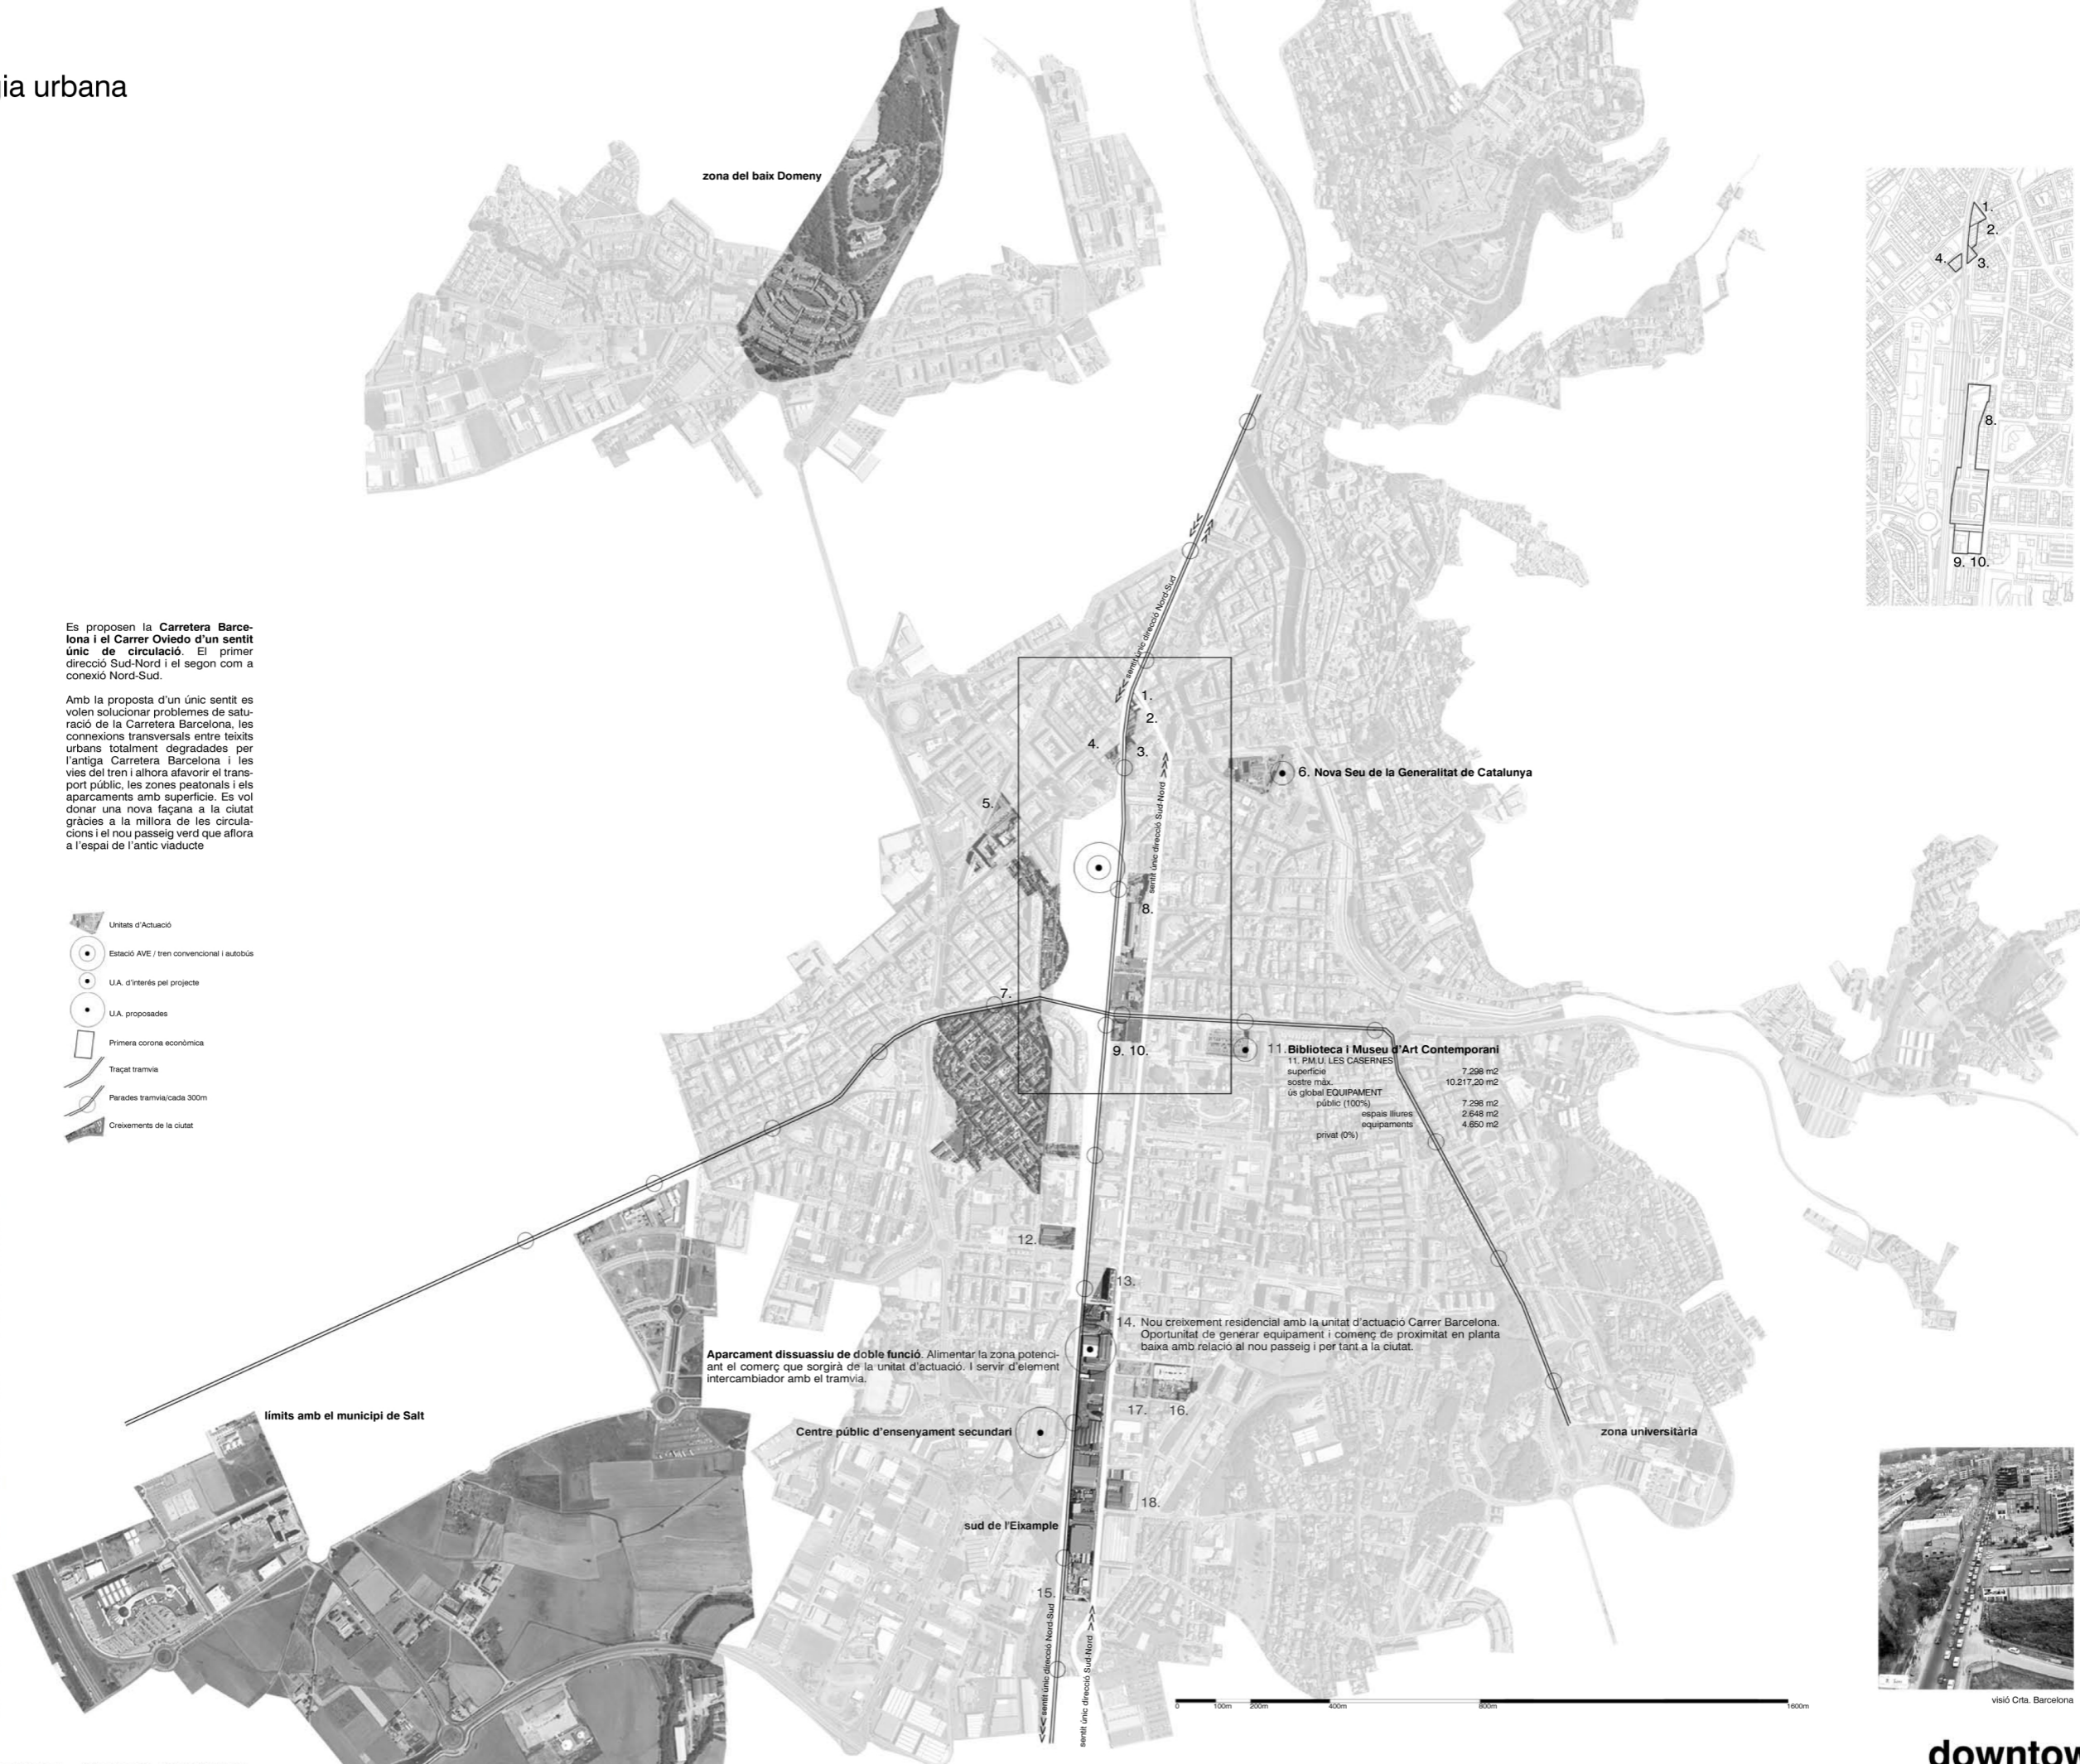 ia urbana
zona del baix Domeny
1.
2.
4.
3.
8.
9. 10.
Es proposen la Carretera Barce-
lona i el Carrer Oviedo d'un sentit
únic de circulació. El primer
direcció Sud-Nord i el segon com a
conexió Nord-Sud.
Amb la proposta d'un únic sentit es
volen solucionar problemes de satu-
ració de la Carretera Barcelona, les
connexions transversals entre teixits
urbans totalment degradades per
l'antiga Carretera Barcelona i les
vies del tren i alhora afavorir el trans-
port públic, les zones peatonals i els
aparcaments amb superfície. Es vol
donar una nova façana a la ciutat
gràcies a la millora de les circula-
cions i el nou passeig verd que aflora
a l'espai de l'antic viaducte
Unitats d'Actuació
Estació AVE / tren convencional i autobús
U.A. d'interés pel projecte
U.A. proposades
Primera corona econòmica
Traçat tramvia
Parades tramvia/cada 300m
Creixements de la ciutat
sentit únic direcció Nord-Sud
1.
2.
3.
4.
sentit únic direcció Sud-Nord
5.
6. Nova Seu de la Generalitat de Catalunya
8.
7.
9. 10.
11. Biblioteca i Museu d'Art Contemporani
11. P.M.U. LES CASERNES
superfície 7.298 m2
sostre màx. 10.217,20 m2
ús global EQUIPAMENT
públic (100%) 7.298 m2
espais lliures 2.648 m2
equipaments 4.650 m2
privat (0%)
12.
13.
14. Nou creixement residencial amb la unitat d'actuació Carrer Barcelona.
Oportunitat de generar equipament i començ de proximitat en planta
baixa amb relació al nou passeig i per tant a la ciutat.
Aparcament dissuassiu de doble funció. Alimentar la zona potenci-
ant el comerç que sorgirà de la unitat d'actuació. I servir d'element
intercambiador amb el tramvia.
17. 16.
límits amb el municipi de Salt
Centre públic d'ensenyament secundari
zona universitària
18.
sud de l'Eixample
15.
sentit únic direcció Nord-Sud
sentit únic direcció Sud-Nord
0 100m 200m 400m 800m 1600m
visió Crta. Barcelona
downtow